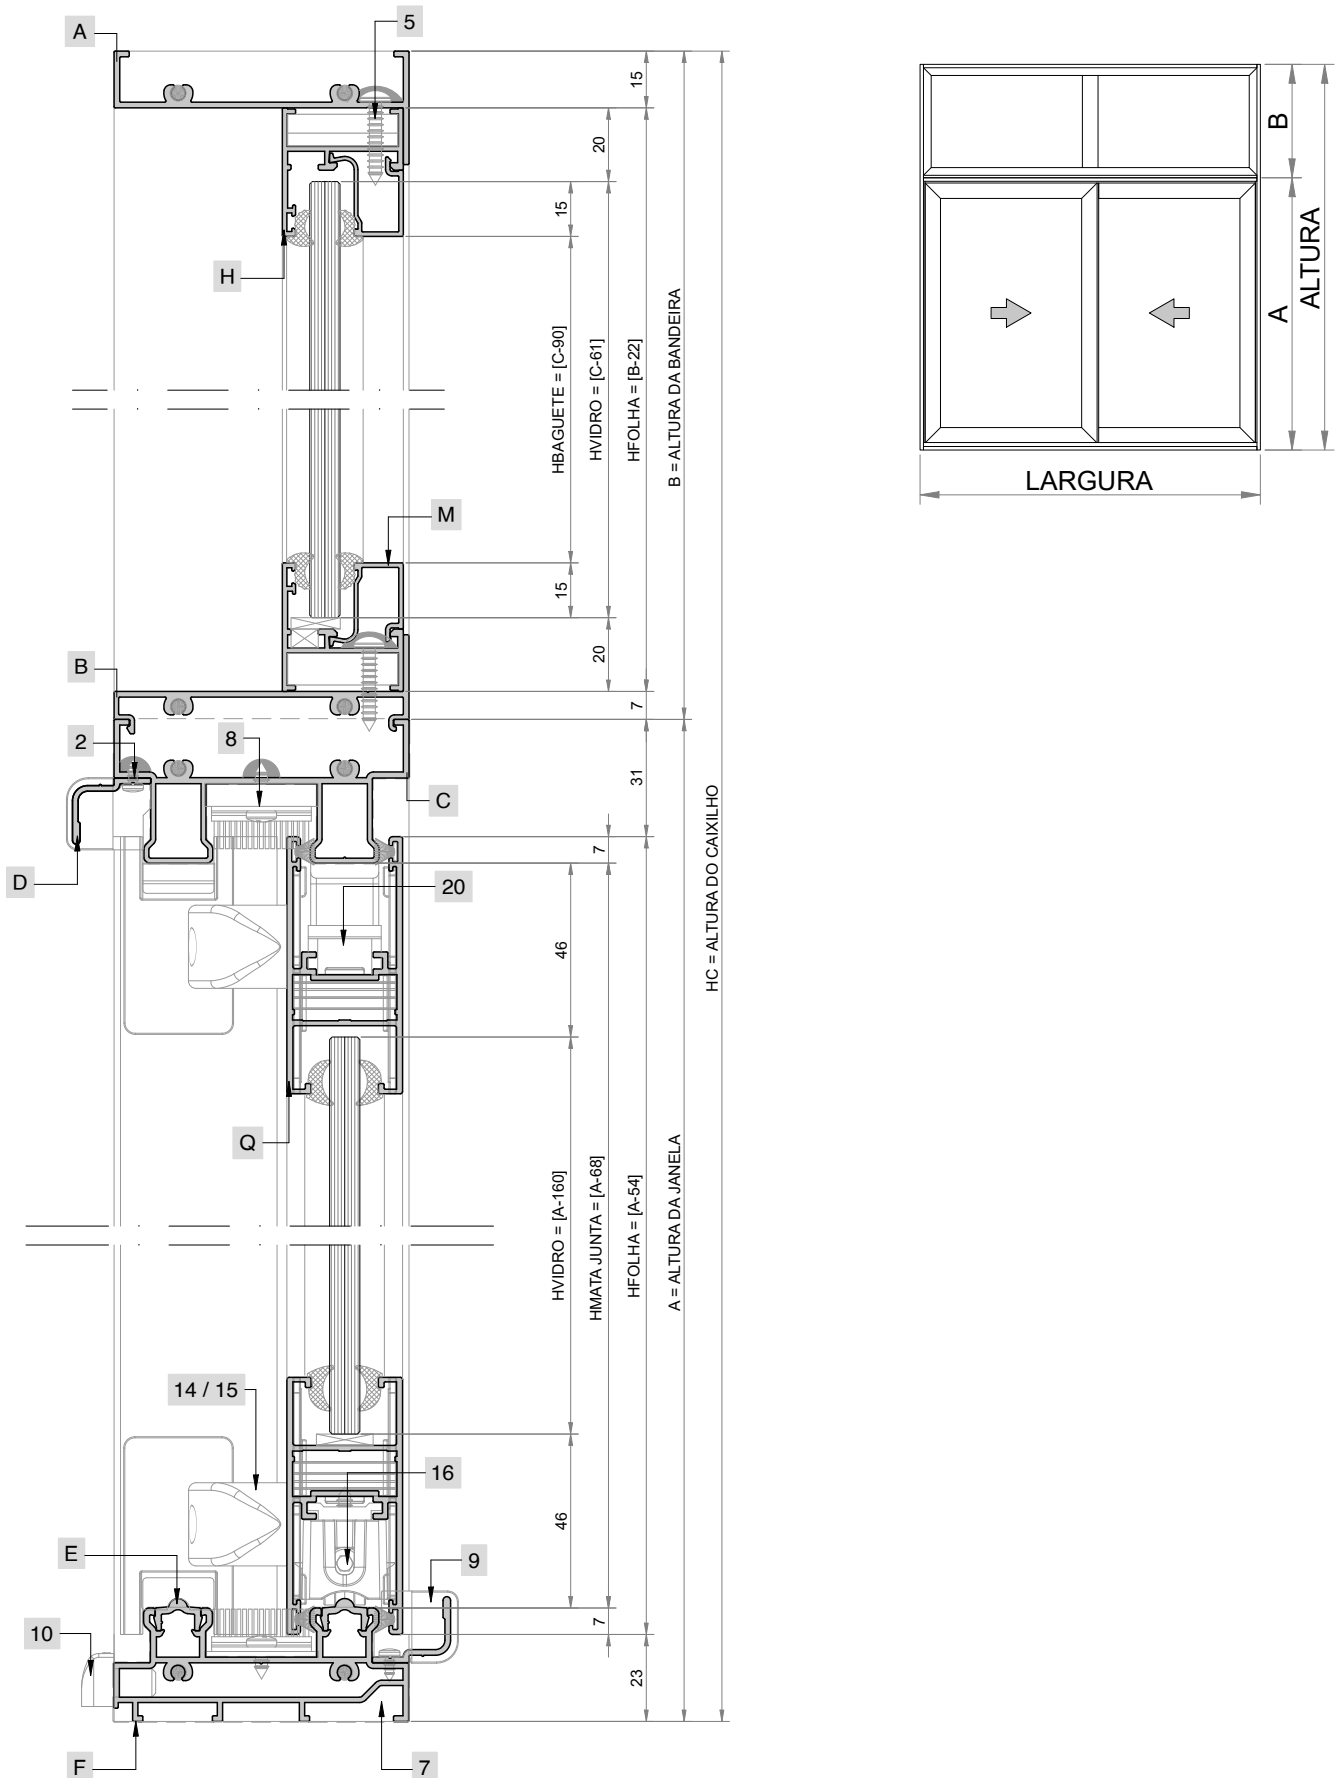 A
5
15
20
15
H
HBAGUETE = [C-90]
HVIDRO = [C-61]
HFOLHA = [B-22]
B = ALTURA DA BANDEIRA
M
15
20
B
7
2
8
31
C
D
7
20
46
HC = ALTURA DO CAIXILHO
Q
HVIDRO = [A-160]
HMATA JUNTA = [A-68]
HFOLHA = [A-54]
A = ALTURA DA JANELA
14 / 15
16
46
E
9
10
7
23
F
7
B
A
ALTURA
LARGURA